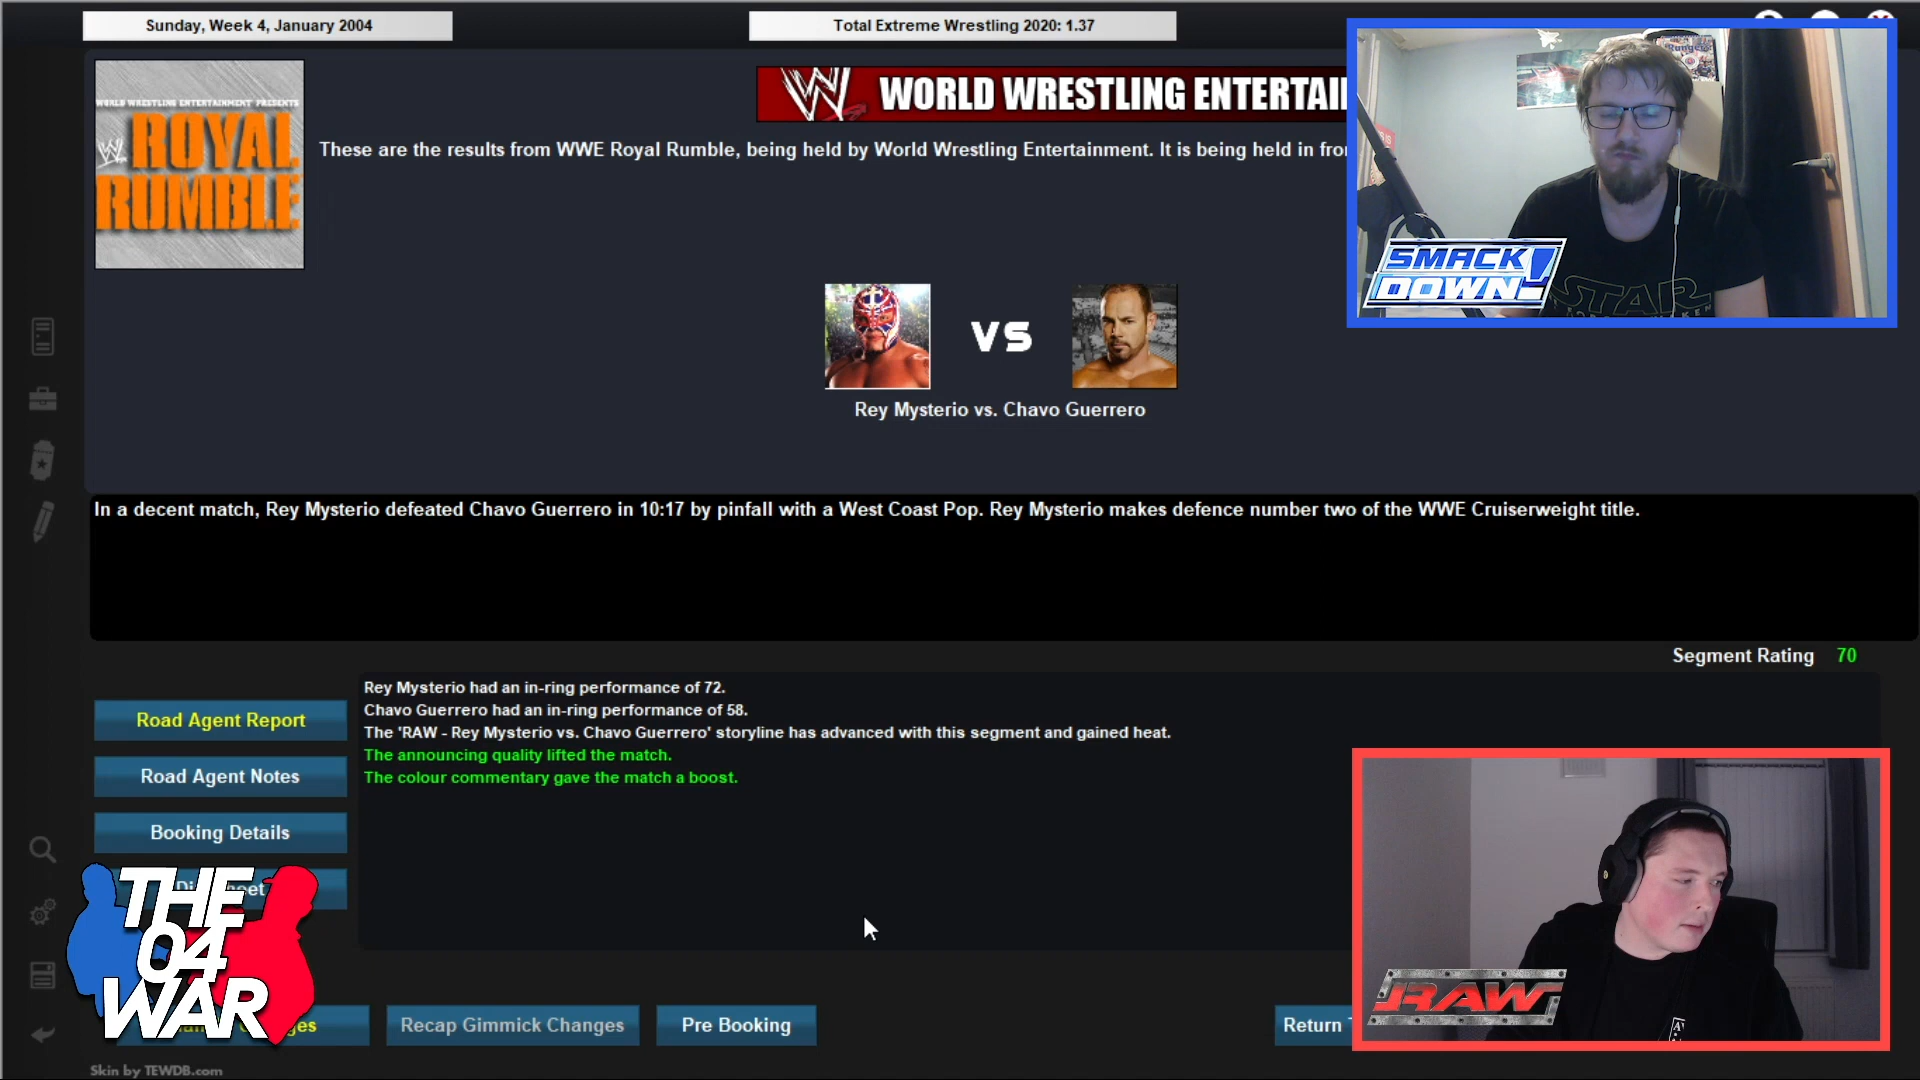 Sunday, Week 4, January 2004
Total Extreme Wrestling 2020: 1.37
WORLD WRESTLING ENTERTAINMENT PRESENTS
ROYAL
RUMBLE
WORLD WRESTLING ENTERTAI
These are the results from WWE Royal Rumble, being held by World Wrestling Entertainment. It is being held in fro
SMACK
DOWN!
STAR
VS
Rey Mysterio vs. Chavo Guerrero
In a decent match, Rey Mysterio defeated Chavo Guerrero in 10:17 by pinfall with a West Coast Pop. Rey Mysterio makes defence number two of the WWE Cruiserweight title.
Segment Rating 70
Road Agent Report
Road Agent Notes
Booking Details
Rey Mysterio had an in-ring performance of 72.
Chavo Guerrero had an in-ring performance of 58.
The 'RAW - Rey Mysterio vs. Chavo Guerrero' storyline has advanced with this segment and gained heat.
The announcing quality lifted the match.
The colour commentary gave the match a boost.
THE
04
WAR
RAW
Recap Gimmick Changes
Pre Booking
Return
Skin by TEWDB.com